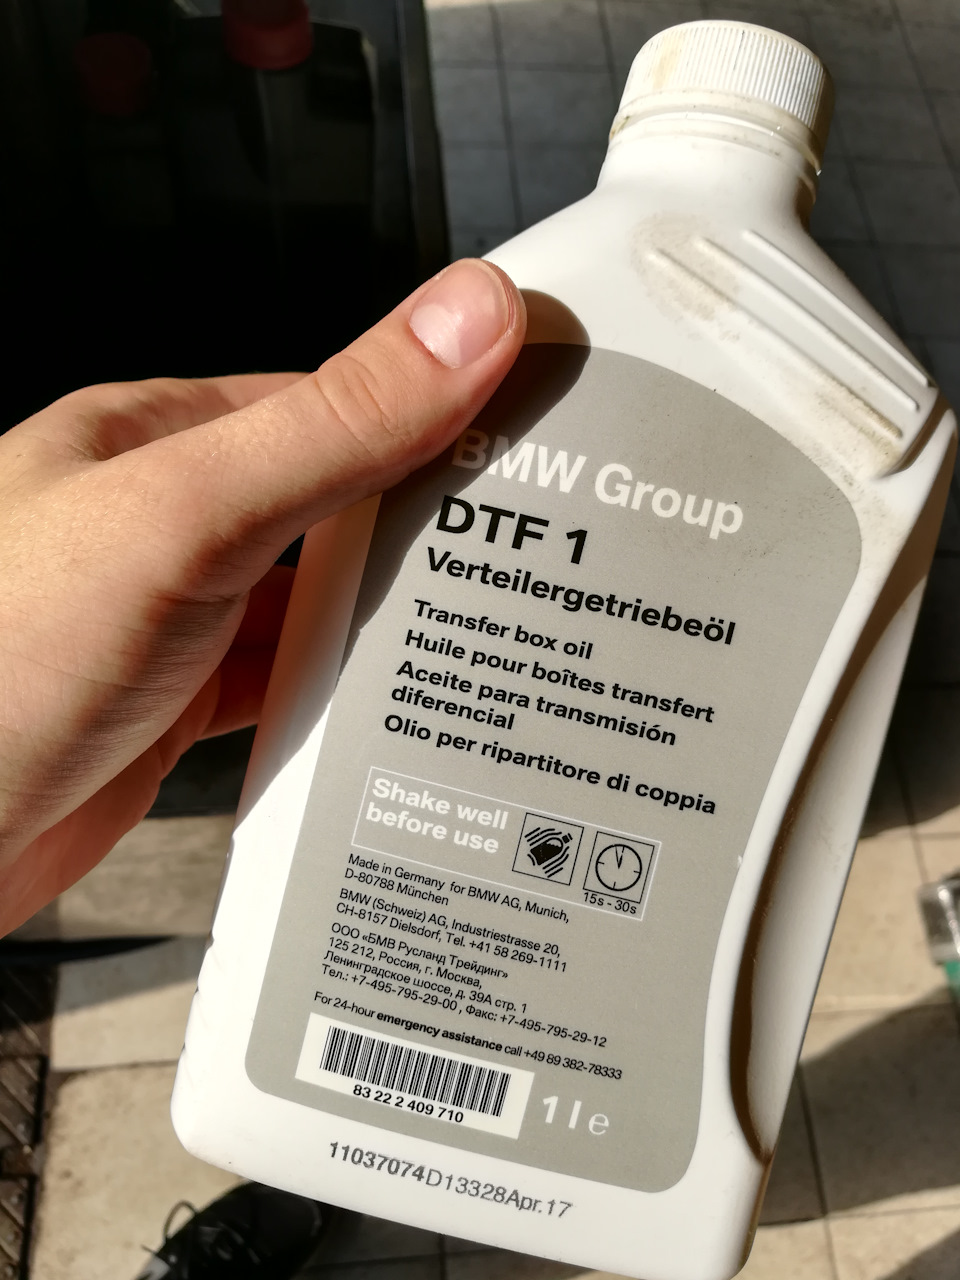 BMW Group
DTF 1
Verteilergetriebeöl
Transfer box oil
Huile pour boîtes transfert
Aceite para transmisión
diferencial
Olio per ripartitore di coppia
Shake well
before use
15s - 30s
Made in Germany for BMW AG, Munich,
D-80788 München
BMW (Schweiz) AG, Industriestrasse 20,
CH-8157 Dielsdorf, Tel. +41 58 269-1111
ООО «БМВ Русланд Трейдинг»
125 212, Россия, г. Москва,
Ленинградское шоссе, д. 39А стр. 1
Тел.: +7-495-795-29-00 , Факс: +7-495-795-29-12
For 24-hour emergency assistance call +49 89 382-78333
83 22 2 409 710
1 l e
11037074D13328Apr.17